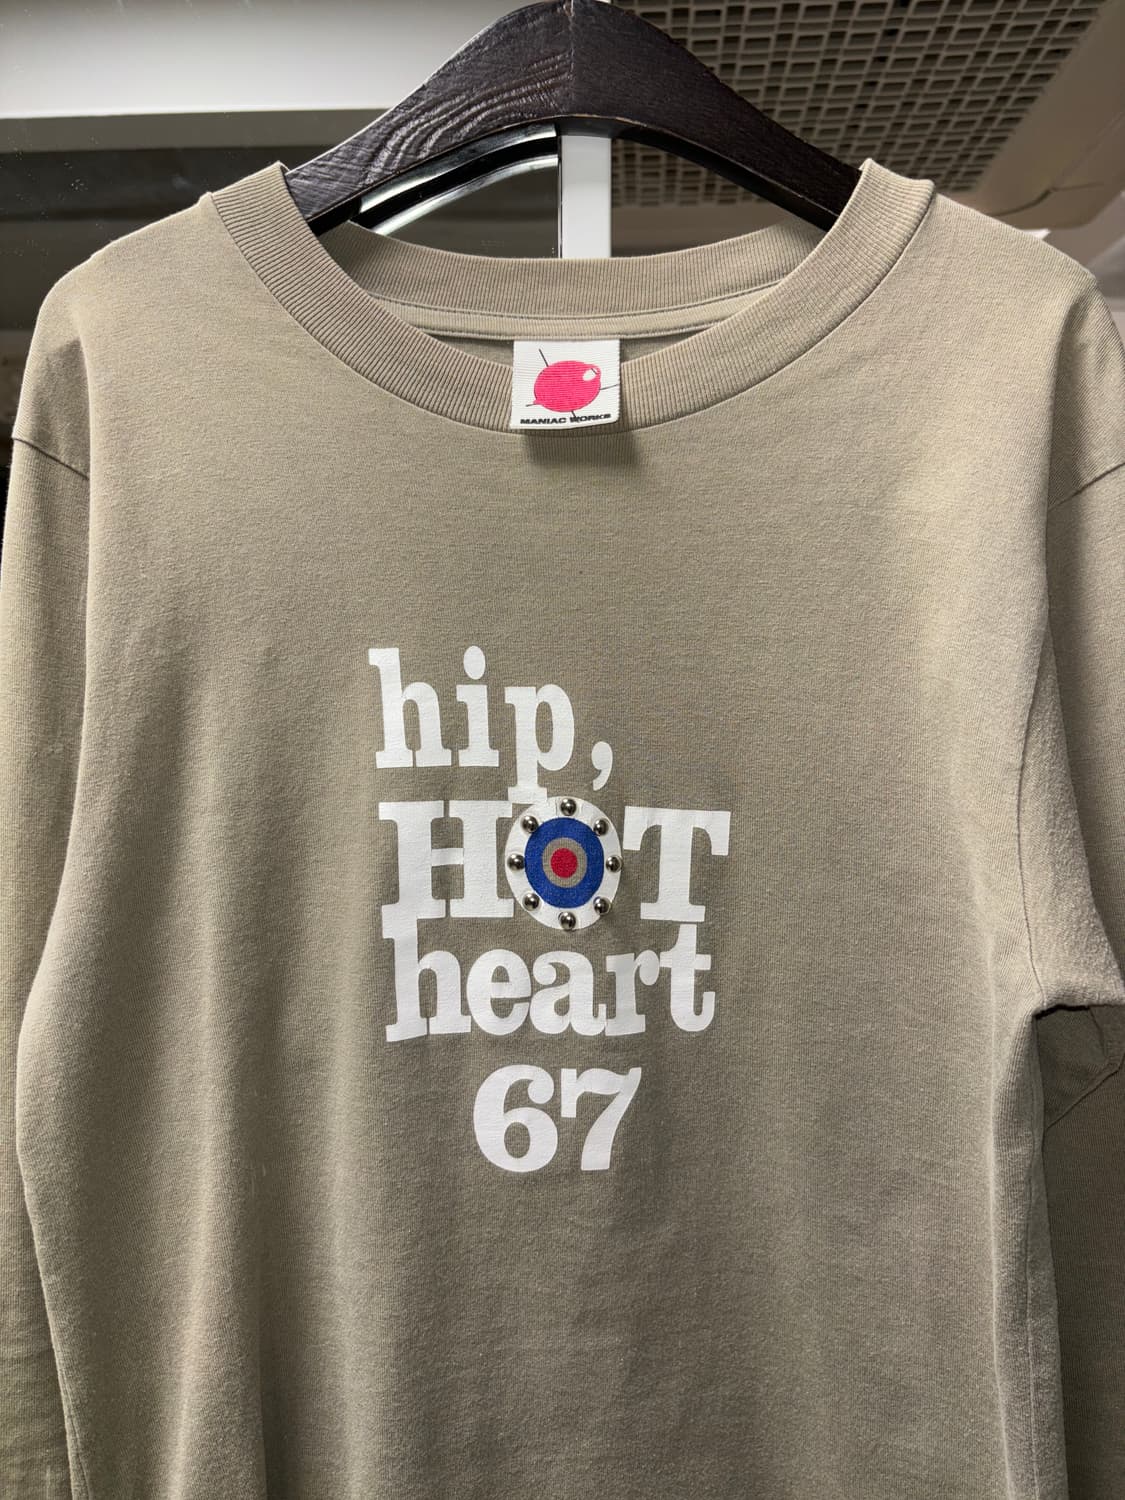 MANIAC WORKS
hip,
HOT
heart
67